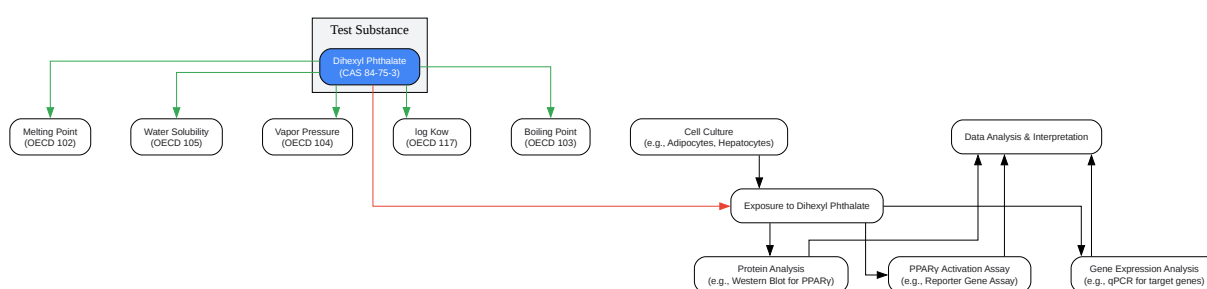 Test Substance
Dihexyl Phthalate
(CAS 84-75-3)
Melting Point
(OECD 102)
Water Solubility
(OECD 105)
Vapor Pressure
(OECD 104)
log Kow
(OECD 117)
Boiling Point
(OECD 103)
Cell Culture
(e.g., Adipocytes, Hepatocytes)
Data Analysis & Interpretation
Exposure to Dihexyl Phthalate
Protein Analysis
(e.g., Western Blot for PPARγ)
PPARγ Activation Assay
(e.g., Reporter Gene Assay)
Gene Expression Analysis
(e.g., qPCR for target genes)